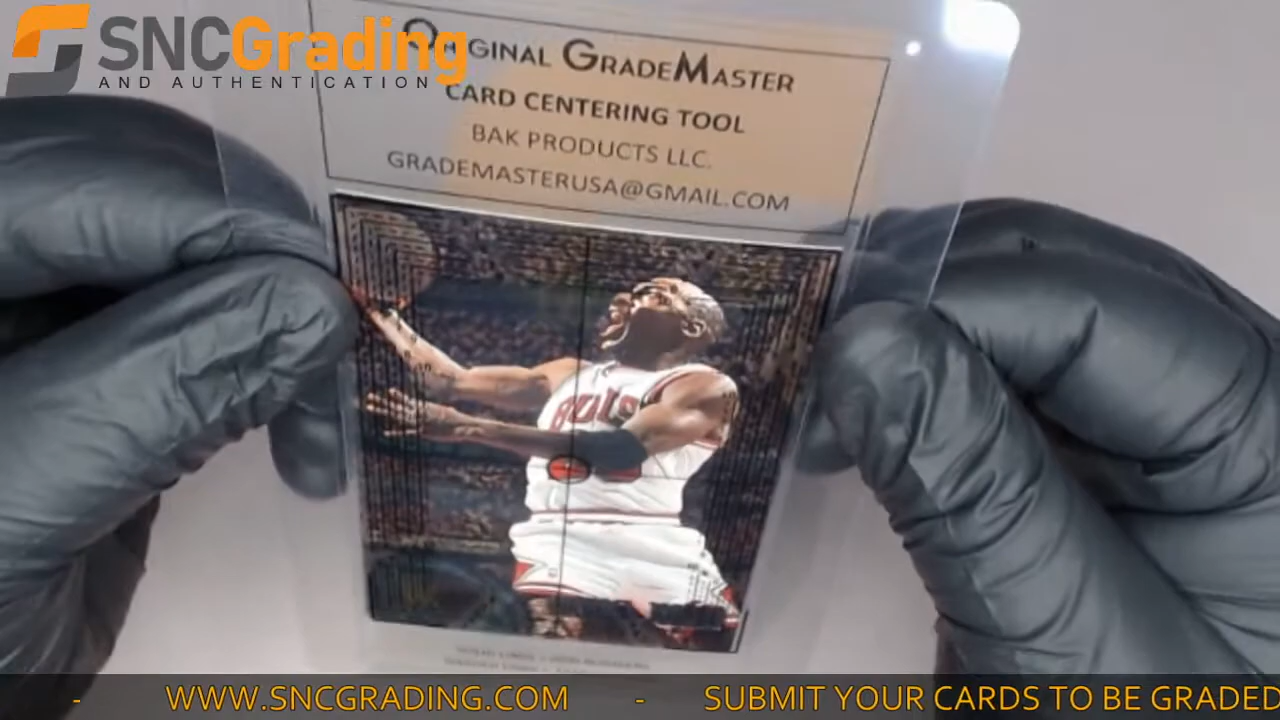 SNCGrading
AND AUTHENTICATION
ORIGINAL GRADEMASTER
CARD CENTERING TOOL
BAK PRODUCTS LLC.
GRADEMASTERUSA@GMAIL.COM
BULLS
- WWW.SNCGRADING.COM - SUBMIT YOUR CARDS TO BE GRADED